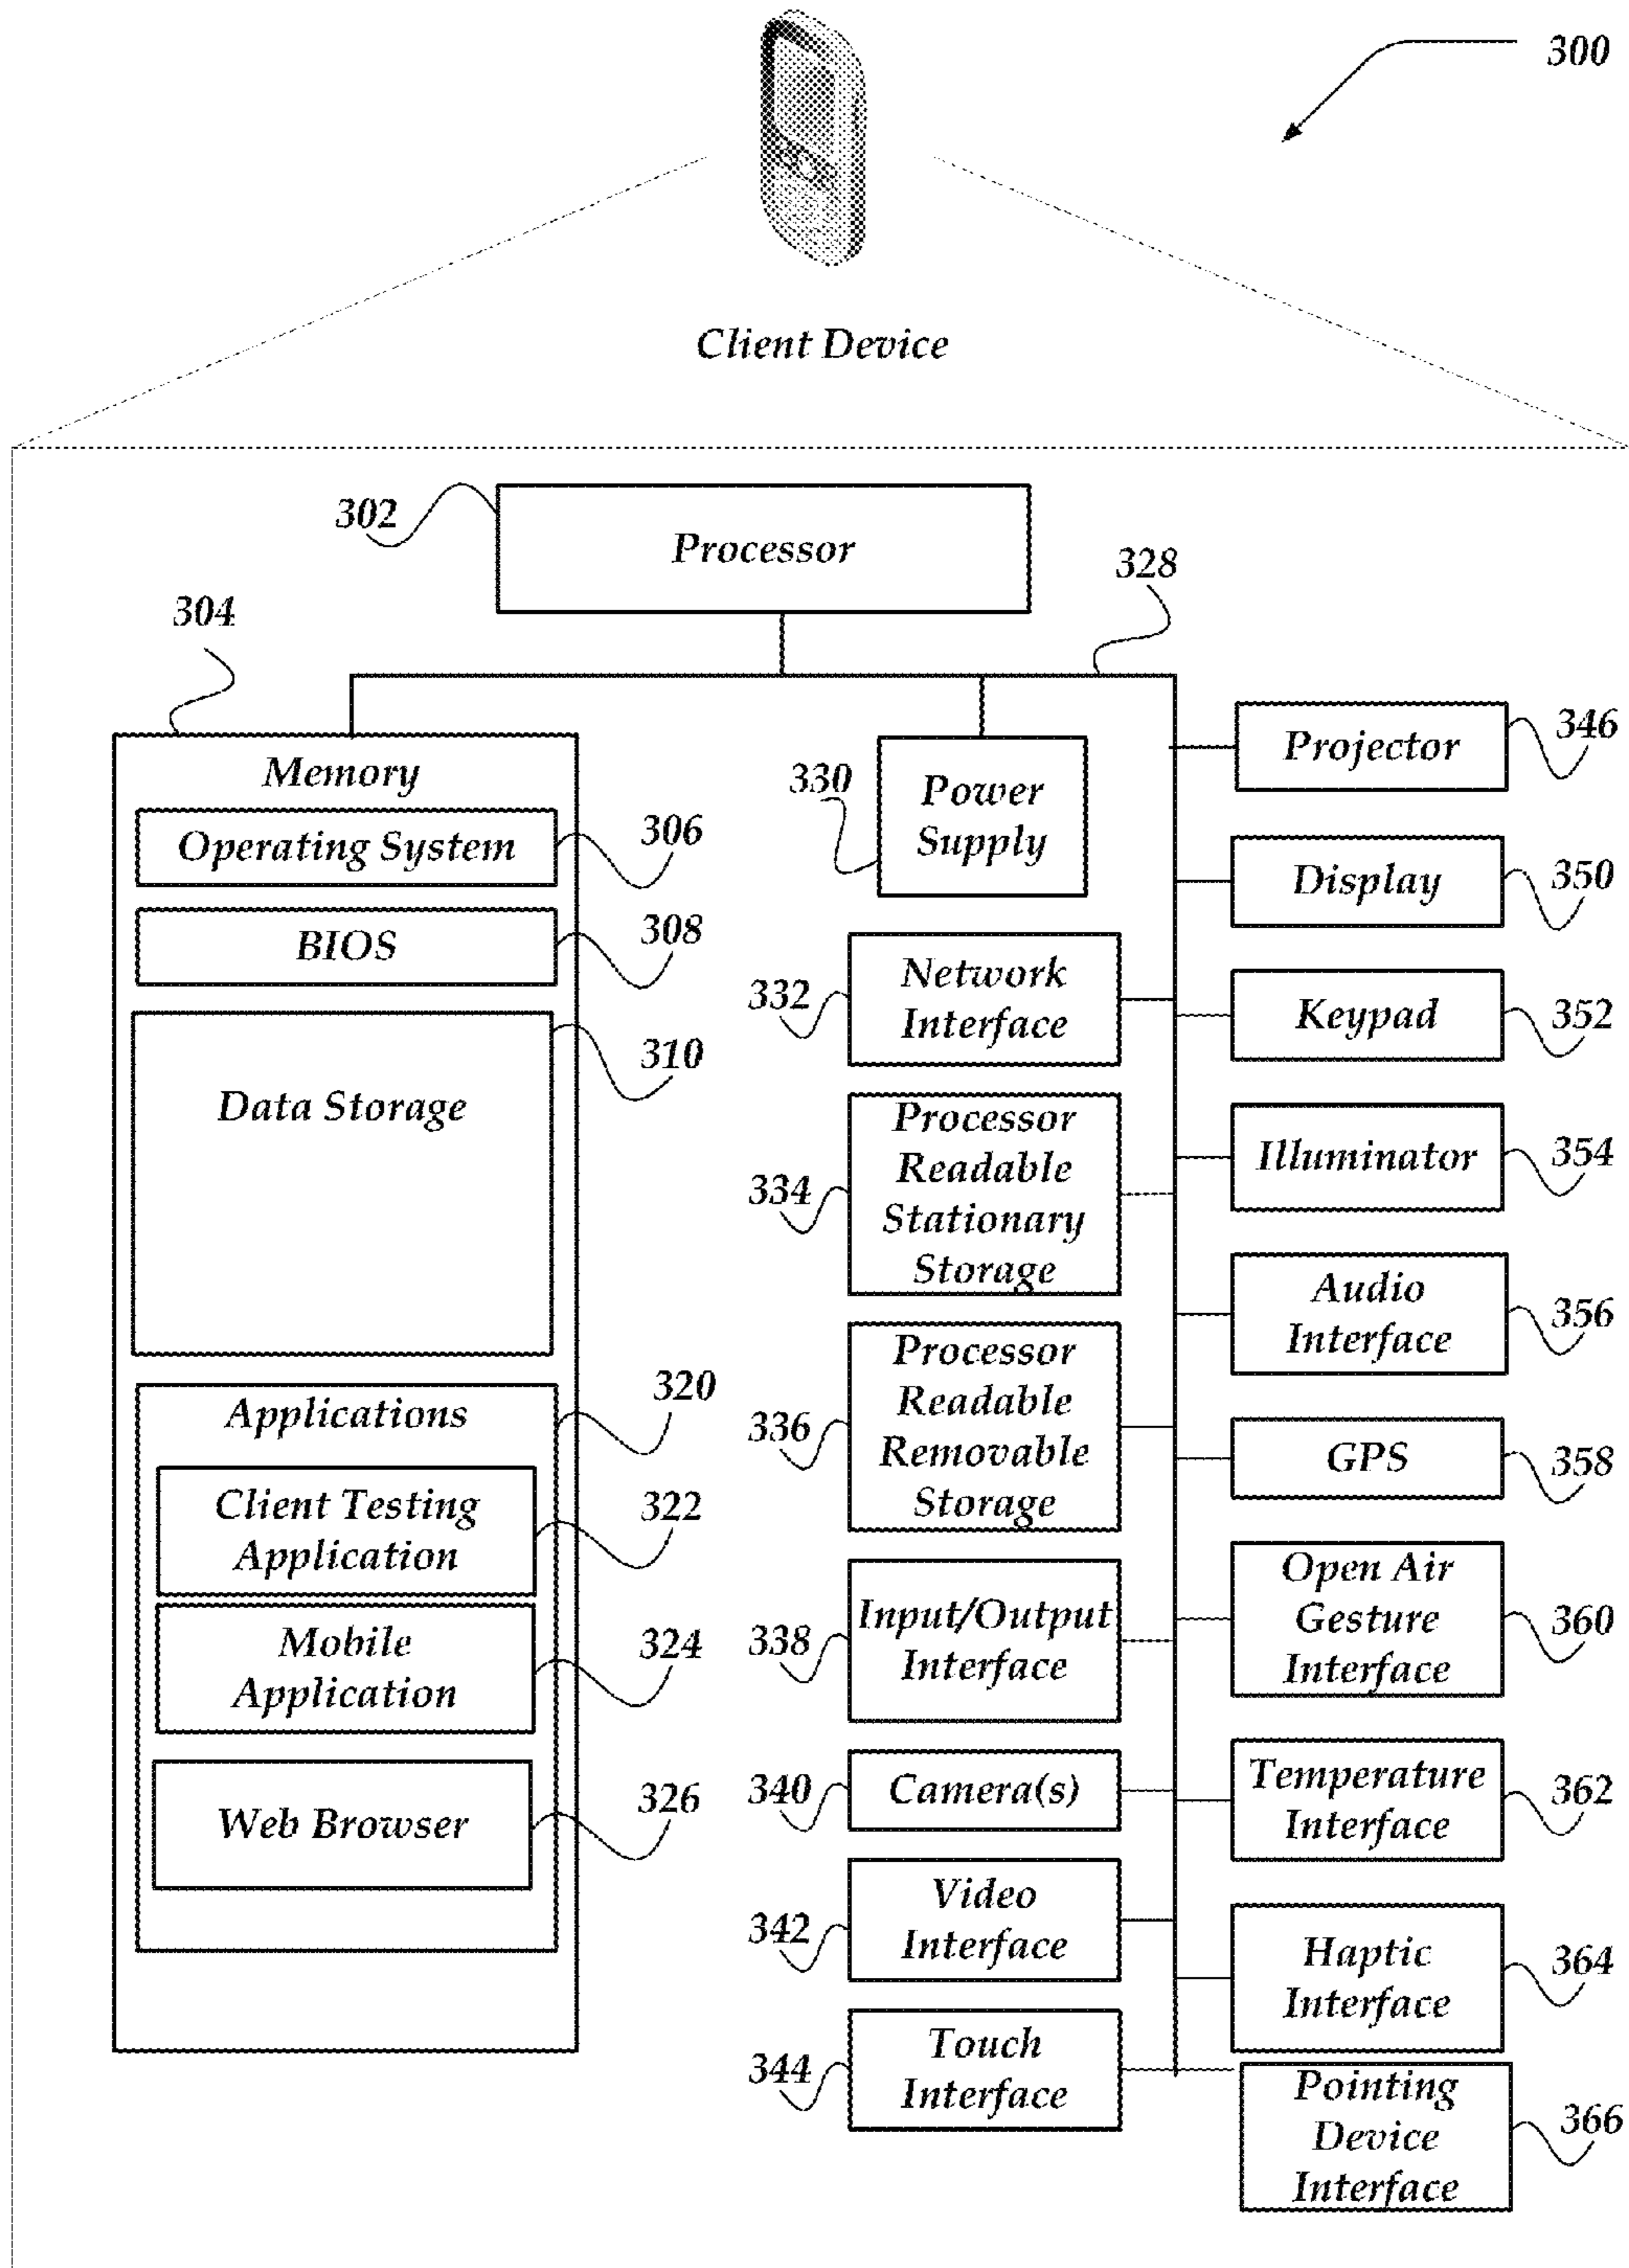 300
Client Device
302
Processor
328
304
Memory
Operating System
306
BIOS
308
Data Storage
310
Applications
320
Client Testing
Application
322
Mobile
Application
324
Web Browser
326
330
Power
Supply
332
Network
Interface
334
Processor
Readable
Stationary
Storage
336
Processor
Readable
Removable
Storage
338
Input/Output
Interface
340
Camera(s)
342
Video
Interface
344
Touch
Interface
Projector
346
Display
350
Keypad
352
Illuminator
354
Audio
Interface
356
GPS
358
Open Air
Gesture
Interface
360
Temperature
Interface
362
Haptic
Interface
364
Pointing
Device
Interface
366